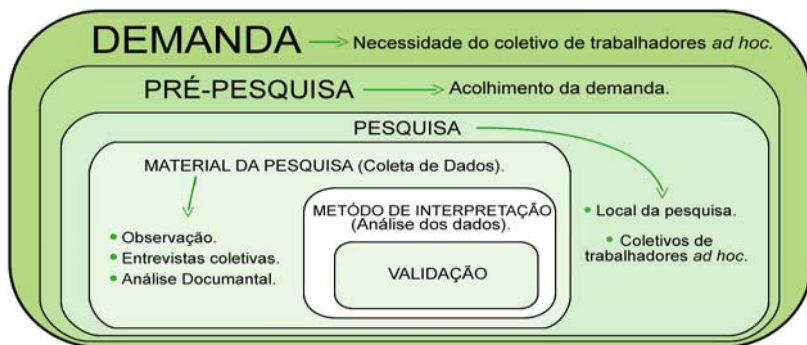 DEMANDA Necessidade do coletivo de trabalhadores ad hoc.
PRÉ-PESQUISA Acolhimento da demanda.
PESQUISA
MATERIAL DA PESQUISA (Coleta de Dados).
• Observação.
• Entrevistas coletivas.
• Análise Documantal.
METÓDO DE INTERPRETAÇÃO
(Análise dos dados).
VALIDAÇÃO
• Local da pesquisa.
• Coletivos de
trabalhadores ad hoc.